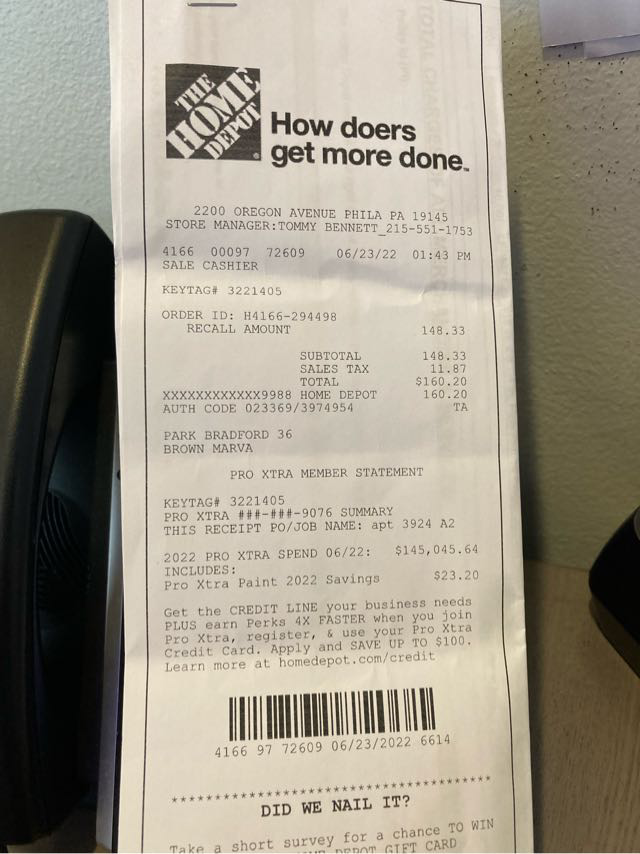 THE
HOME
DEPOT
How doers
get more done.
2200 OREGON AVENUE PHILA PA 19145
STORE MANAGER:TOMMY BENNETT_215-551-1753
4166 00097 72609 06/23/22 01:43 PM
SALE CASHIER
KEYTAG# 3221405
ORDER ID: H4166-294498
RECALL AMOUNT 148.33
SUBTOTAL 148.33
SALES TAX 11.87
TOTAL $160.20
XXXXXXXXXXXX9988 HOME DEPOT 160.20
AUTH CODE 023369/3974954 TA
PARK BRADFORD 36
BROWN MARVA
PRO XTRA MEMBER STATEMENT
KEYTAG# 3221405
PRO XTRA ###-###-9076 SUMMARY
THIS RECEIPT PO/JOB NAME: apt 3924 A2
2022 PRO XTRA SPEND 06/22: $145,045.64
INCLUDES:
Pro Xtra Paint 2022 Savings $23.20
Get the CREDIT LINE your business needs
PLUS earn Perks 4X FASTER when you join
Pro Xtra, register, & use your Pro Xtra
Credit Card. Apply and SAVE UP TO $100.
Learn more at homedepot.com/credit
4166 97 72609 06/23/2022 6614
****************************************
DID WE NAIL IT?
Take a short survey for a chance TO WIN
DEPOT GIFT CARD